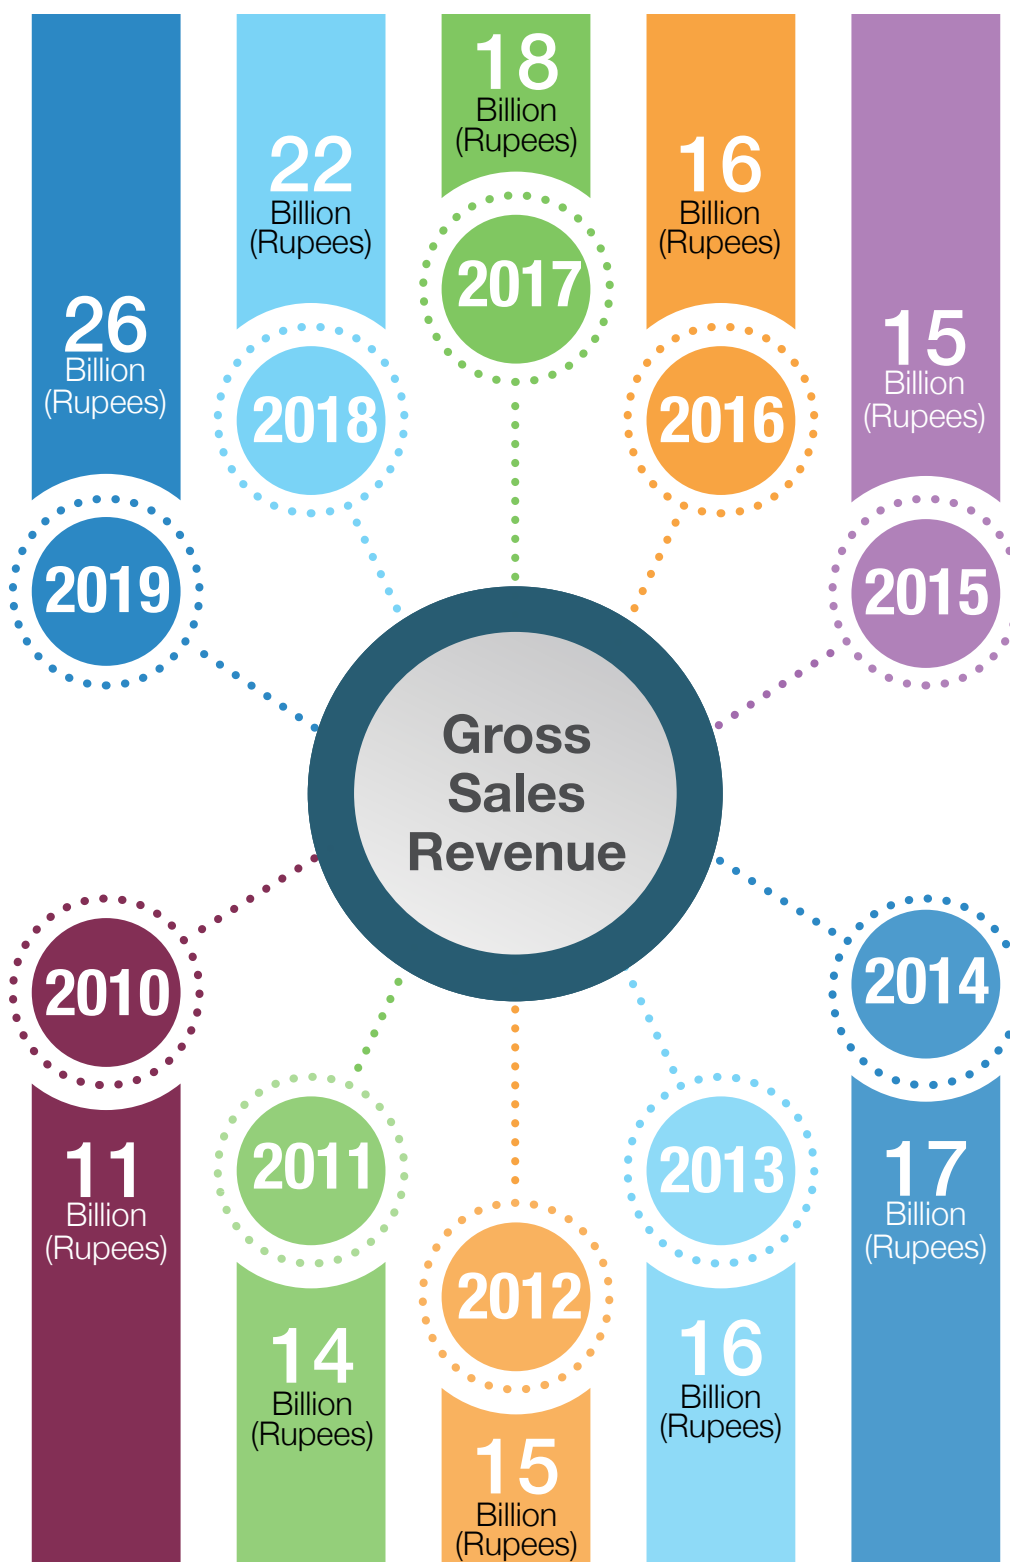 18
Billion
(Rupees)
2017
22
Billion
(Rupees)
2018
16
Billion
(Rupees)
2016
26
Billion
(Rupees)
2019
15
Billion
(Rupees)
2015
Gross
Sales
Revenue
2010
11
Billion
(Rupees)
2011
14
Billion
(Rupees)
2012
15
Billion
(Rupees)
2013
16
Billion
(Rupees)
2014
17
Billion
(Rupees)